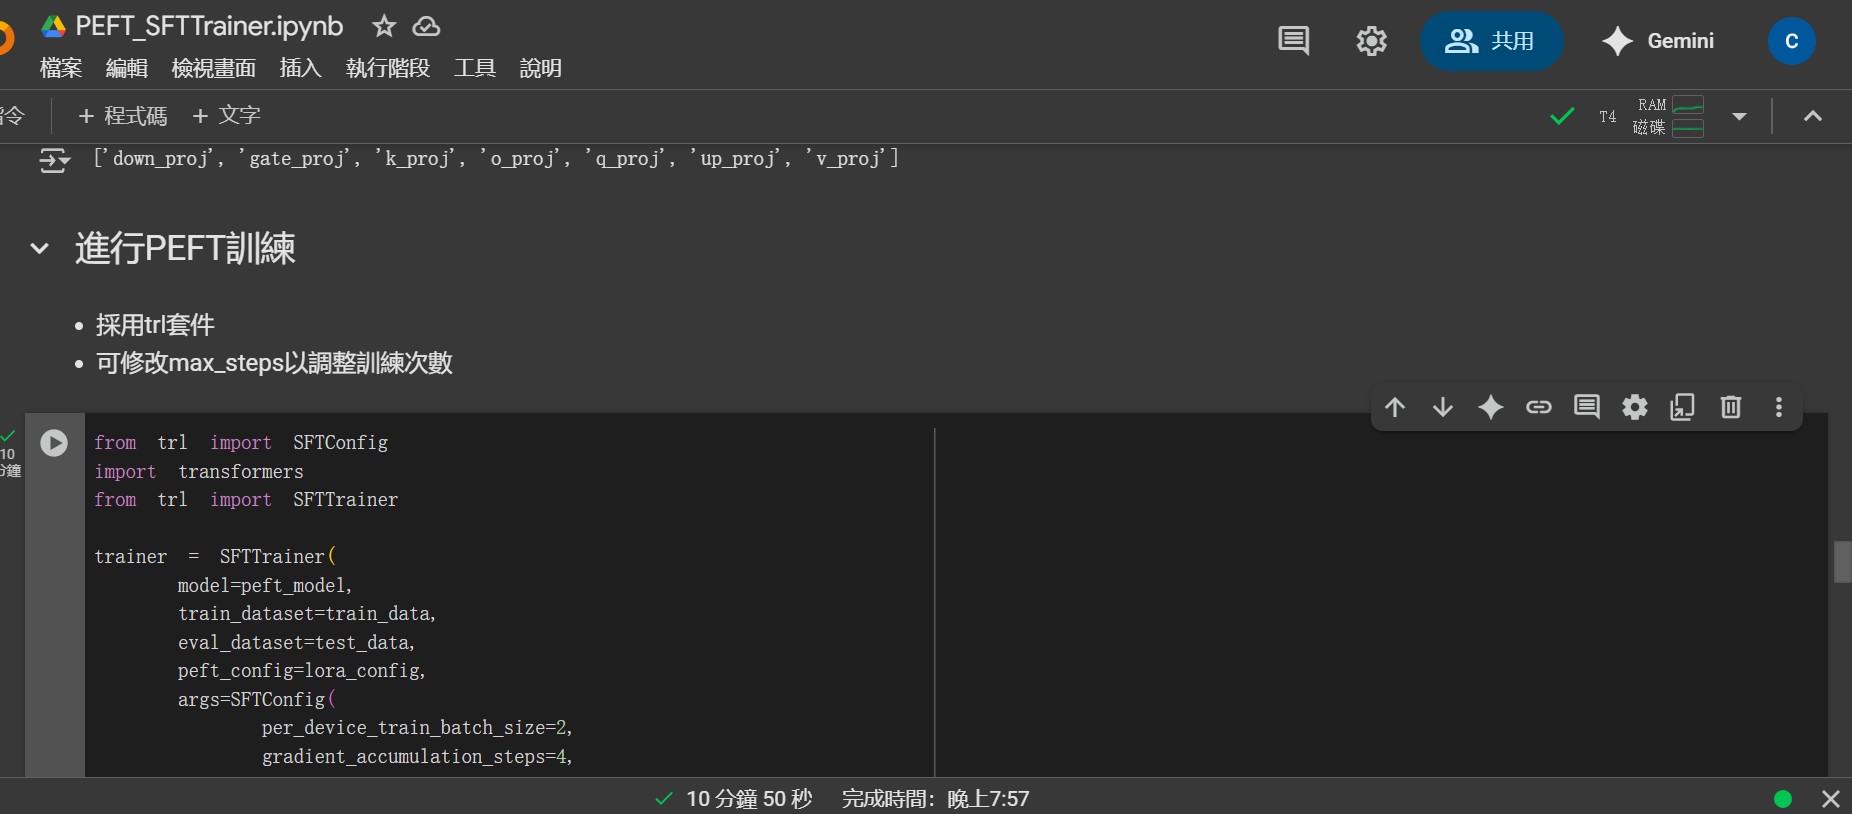 PEFT_SFTTrainer.ipynb
共用
Gemini
C
檔案 編輯 檢視畫面 插入 執行階段 工具 說明
指令
+ 程式碼 + 文字
T4
RAM
磁碟
['down_proj', 'gate_proj', 'k_proj', 'o_proj', 'q_proj', 'up_proj', 'v_proj']
進行PEFT訓練
• 採用trl套件
• 可修改max_steps以調整訓練次數
10
分鐘
from trl import SFTConfig
import transformers
from trl import SFTTrainer
trainer = SFTTrainer(
model=peft_model,
train_dataset=train_data,
eval_dataset=test_data,
peft_config=lora_config,
args=SFTConfig(
per_device_train_batch_size=2,
gradient_accumulation_steps=4,
10 分鐘 50 秒 完成時間：晚上7:57